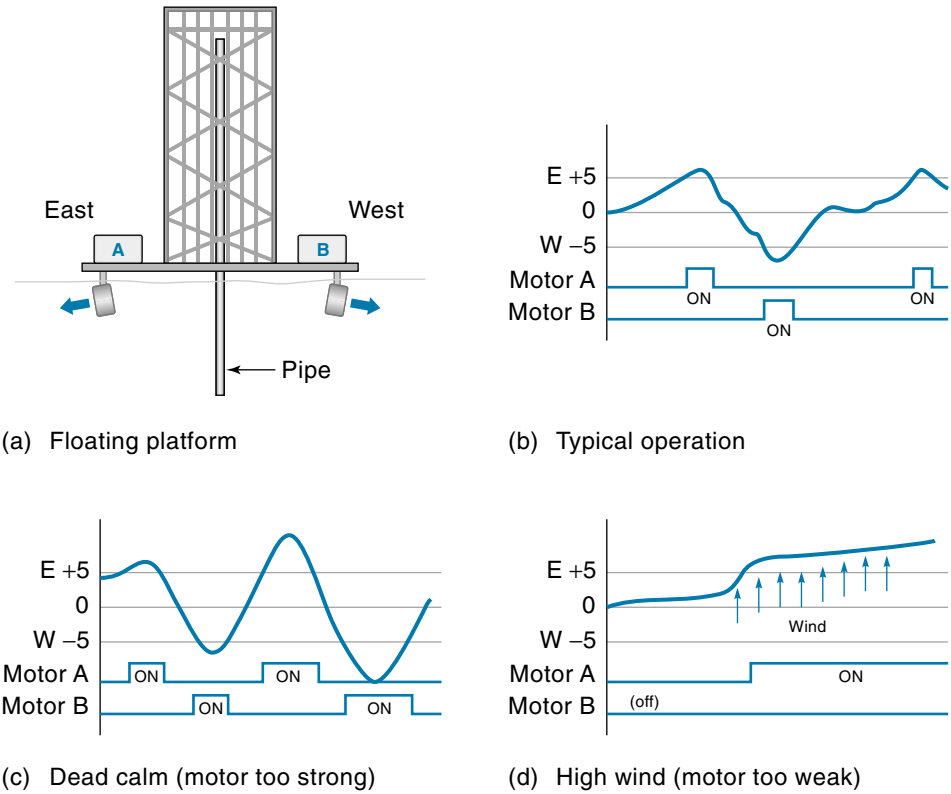 East
West
A
B
Pipe
(a) Floating platform
E +5
0
W –5
Motor A
ON
ON
Motor B
ON
(b) Typical operation
E +5
0
W –5
Motor A
ON
ON
Motor B
ON
ON
(c) Dead calm (motor too strong)
E +5
0
W –5
Wind
Motor A
ON
Motor B
(off)
(d) High wind (motor too weak)